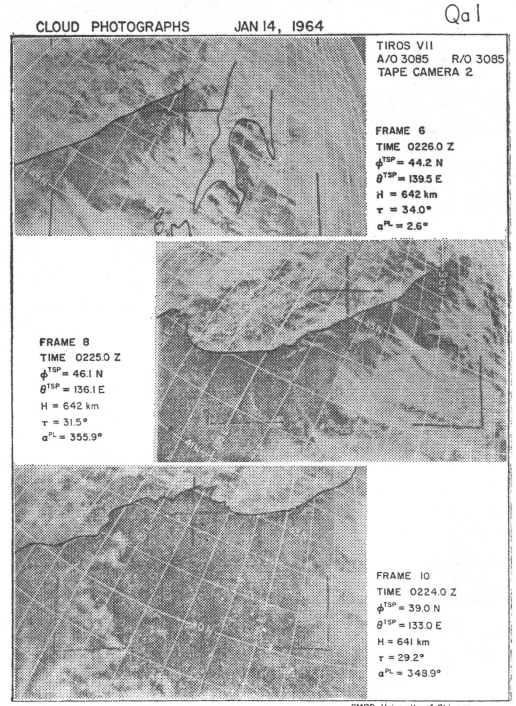 Qa1
CLOUD PHOTOGRAPHS JAN 14, 1964
TIROS VII
A/O 3085 R/O 3085
TAPE CAMERA 2
FRAME 6
TIME 0226.0 Z
ϕTSP = 44.2 N
θTSP = 139.5 E
H = 642 km
τ = 34.0°
αPL = 2.6°
FRAME 8
TIME 0225.0 Z
ϕTSP = 46.1 N
θTSP = 136.1 E
H = 642 km
τ = 31.5°
αPL = 355.9°
FRAME 10
TIME 0224.0 Z
ϕTSP = 39.0 N
θTSP = 133.0 E
H = 641 km
τ = 29.2°
αPL = 348.9°